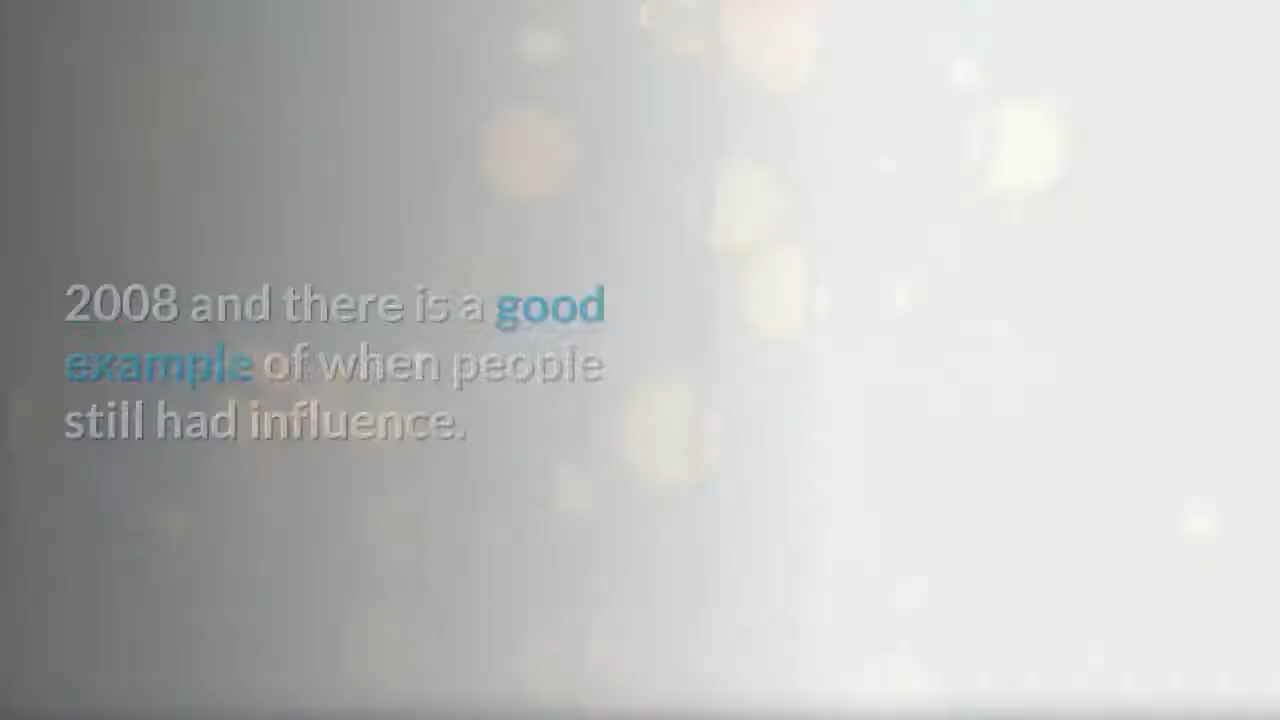 2008 and there is a good
example of when people
still had influence.